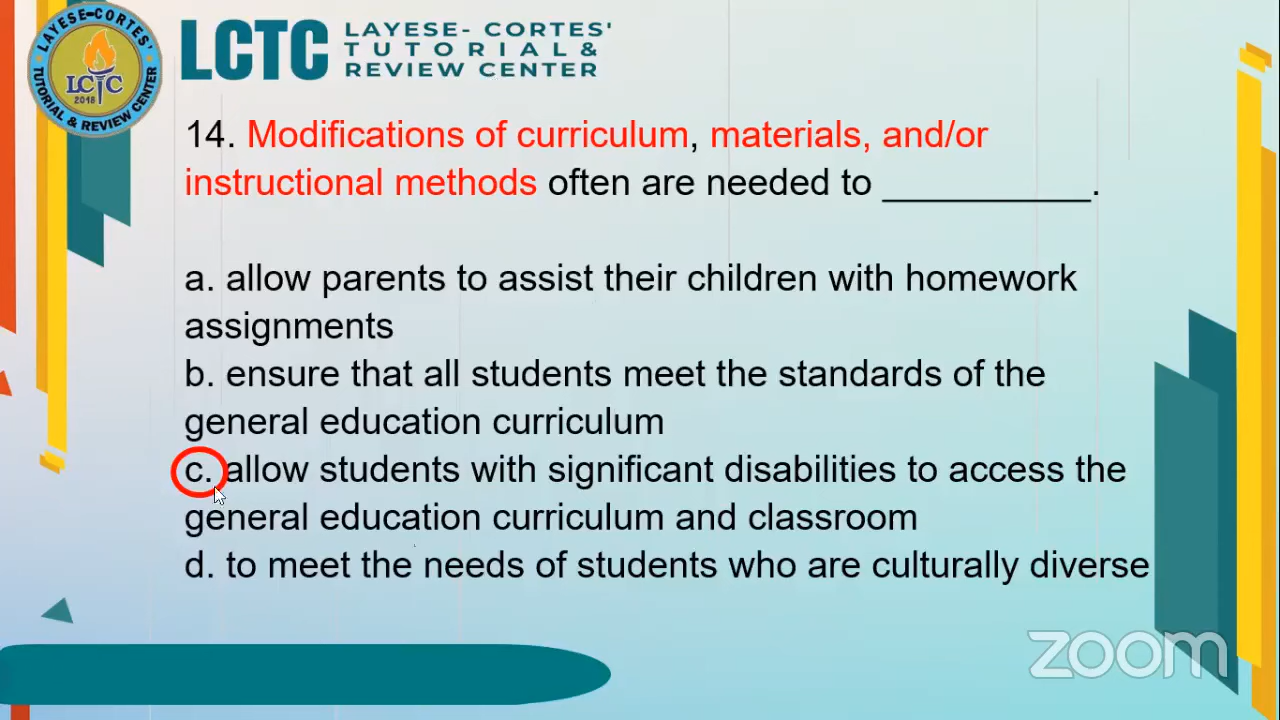 LAYESE-CORTES'
TUTORIAL & REVIEW CENTER
LCTC
2018
LCTC
LAYESE- CORTES'
TUTORIAL &
REVIEW CENTER
14. Modifications of curriculum, materials, and/or
instructional methods often are needed to __________.
a. allow parents to assist their children with homework
assignments
b. ensure that all students meet the standards of the
general education curriculum
c. allow students with significant disabilities to access the
general education curriculum and classroom
d. to meet the needs of students who are culturally diverse
zoom